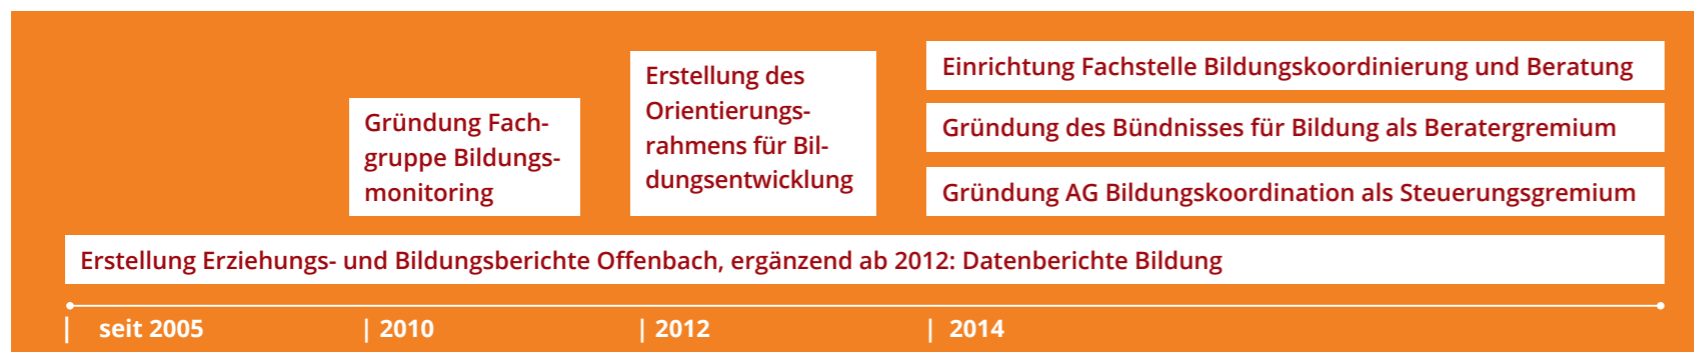 Gründung Fach-
gruppe Bildungs-
monitoring
Erstellung des
Orientierungs-
rahmens für Bil-
dungsentwicklung
Einrichtung Fachstelle Bildungskoordinierung und Beratung
Gründung des Bündnisses für Bildung als Beratergremium
Gründung AG Bildungskoordination als Steuerungsgremium
Erstellung Erziehungs- und Bildungsberichte Offenbach, ergänzend ab 2012: Datenberichte Bildung
| seit 2005 | 2010 | 2012 | 2014